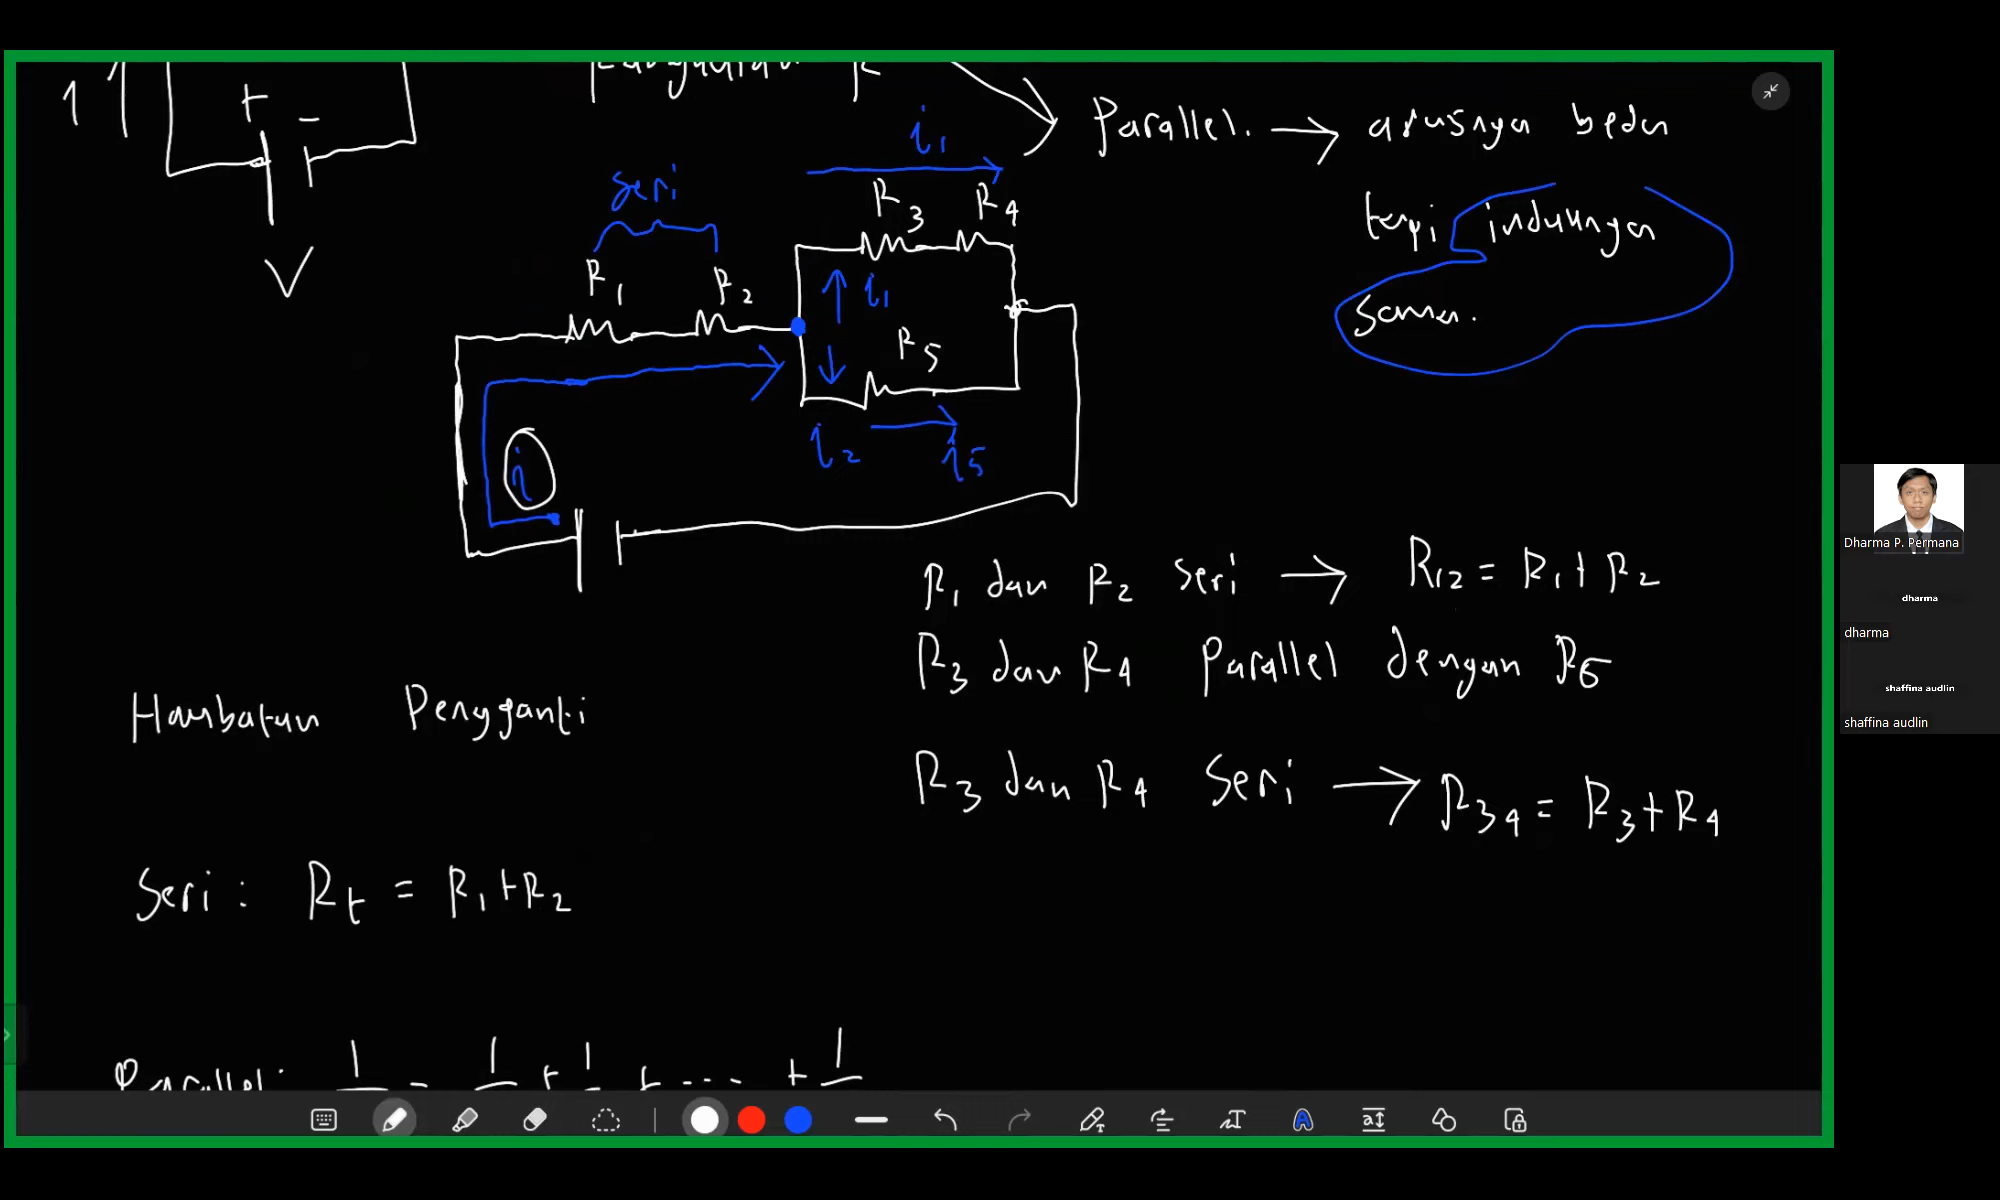 + -
V
Parallel. → arusnya beda
tapi induknya
sama.
i₁
seri
R₃ R₄
R₁ R₂
i₁
R₅
i₂ i₅
i
R₁ dan R₂ seri → R₁₂ = R₁ + R₂
R₃ dan R₄ Parallel dengan R₅
R₃ dan R₄ seri → R₃₄ = R₃ + R₄
Hambatan Pengganti
Seri : Rt = R₁ + R₂
Parallel :
Dharma P. Permana
dharma
dharma
shaffina audlin
shaffina audlin